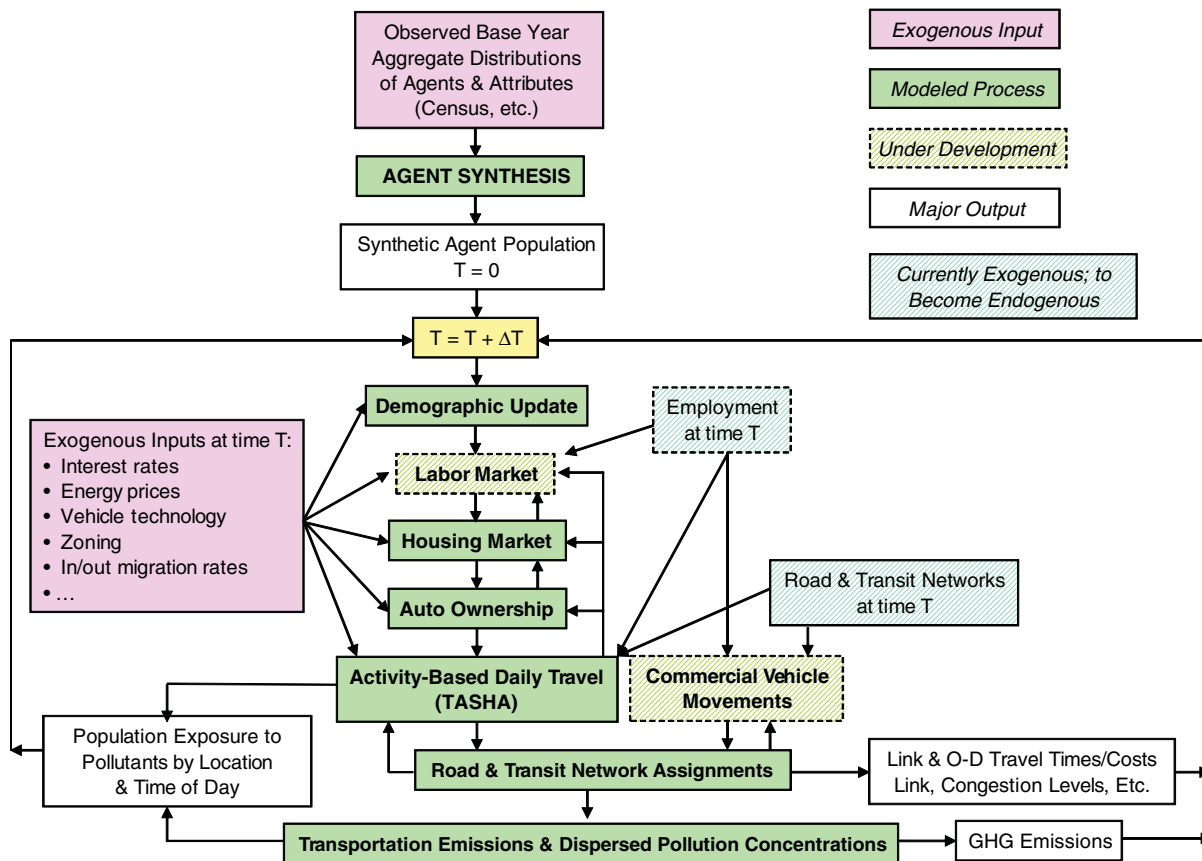 Observed Base Year
Aggregate Distributions
of Agents & Attributes
(Census, etc.)
Exogenous Input
Modeled Process
AGENT SYNTHESIS
Under Development
Synthetic Agent Population
T = 0
Major Output
Currently Exogenous; to
Become Endogenous
T = T + ΔT
Demographic Update
Employment
at time T
Exogenous Inputs at time T:
• Interest rates
• Energy prices
• Vehicle technology
• Zoning
• In/out migration rates
• ...
Labor Market
Housing Market
Auto Ownership
Road & Transit Networks
at time T
Activity-Based Daily Travel
(TASHA)
Commercial Vehicle
Movements
Population Exposure to
Pollutants by Location
& Time of Day
Road & Transit Network Assignments
Link & O-D Travel Times/Costs
Link, Congestion Levels, Etc.
Transportation Emissions & Dispersed Pollution Concentrations
GHG Emissions